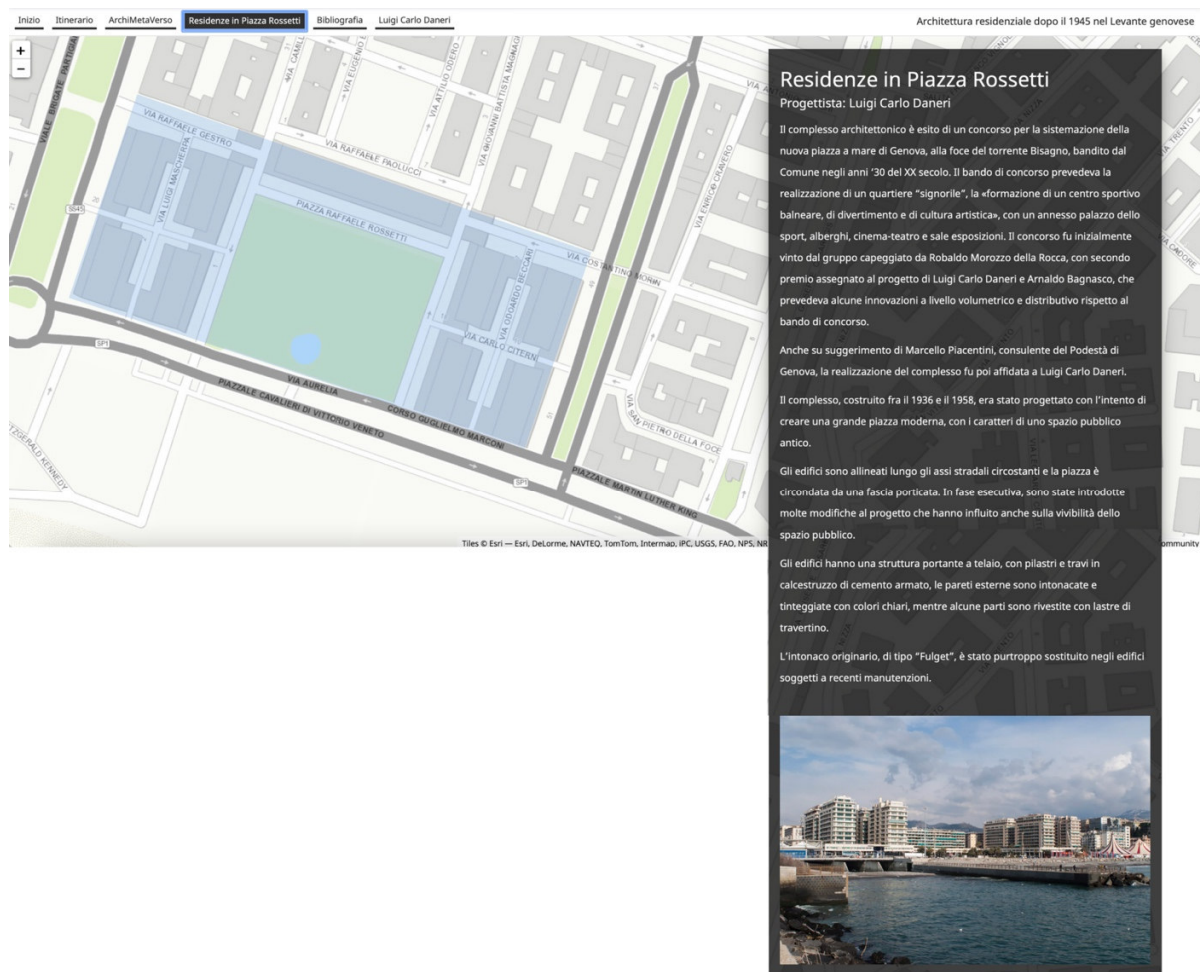 Inizio
Itinerario
ArchiMetaVerso
Residenze in Piazza Rossetti
Bibliografia
Luigi Carlo Daneri
Architettura residenziale dopo il 1945 nel Levante genovese
+
−
VIA RAFFAELE GESTRO
VIA LUIGI MASCHERPA
VIA RAFFAELE PAOLUCCI
VIA ATTILIO ODERO
VIA GIOVANNI BATTISTA MAGNAGHI
VIA ENRICO CRAVERO
VIA TRENTO
SS45
PIAZZA RAFFAELE ROSSETTI
VIA COSTANTINO MORIN
VIA ODOARDO BECCARI
VIA CARLO CITERNI
SP1
VIA AURELIA
CORSO GUGLIELMO MARCONI
PIAZZALE CAVALIERI DI VITTORIO VENETO
VIA SAN PIETRO DELLA FOCE
SP1
PIAZZALE MARTIN LUTHER KING
TZGERALD KENNEDY
Tiles © Esri — Esri, DeLorme, NAVTEQ, TomTom, Intermap, iPC, USGS, FAO, NPS, NR
ommunity
Residenze in Piazza Rossetti
Progettista: Luigi Carlo Daneri
Il complesso architettonico è esito di un concorso per la sistemazione della
nuova piazza a mare di Genova, alla foce del torrente Bisagno, bandito dal
Comune negli anni '30 del XX secolo. Il bando di concorso prevedeva la
realizzazione di un quartiere "signorile", la «formazione di un centro sportivo
balneare, di divertimento e di cultura artistica», con un annesso palazzo dello
sport, alberghi, cinema-teatro e sale esposizioni. Il concorso fu inizialmente
vinto dal gruppo capeggiato da Robaldo Morozzo della Rocca, con secondo
premio assegnato al progetto di Luigi Carlo Daneri e Arnaldo Bagnasco, che
prevedeva alcune innovazioni a livello volumetrico e distributivo rispetto al
bando di concorso.
Anche su suggerimento di Marcello Piacentini, consulente del Podestà di
Genova, la realizzazione del complesso fu poi affidata a Luigi Carlo Daneri.
Il complesso, costruito fra il 1936 e il 1958, era stato progettato con l'intento di
creare una grande piazza moderna, con i caratteri di uno spazio pubblico
antico.
Gli edifici sono allineati lungo gli assi stradali circostanti e la piazza è
circondata da una fascia porticata. In fase esecutiva, sono state introdotte
molte modifiche al progetto che hanno influito anche sulla vivibilità dello
spazio pubblico.
Gli edifici hanno una struttura portante a telaio, con pilastri e travi in
calcestruzzo di cemento armato, le pareti esterne sono intonacate e
tinteggiate con colori chiari, mentre alcune parti sono rivestite con lastre di
travertino.
L'intonaco originario, di tipo "Fulget", è stato purtroppo sostituito negli edifici
soggetti a recenti manutenzioni.